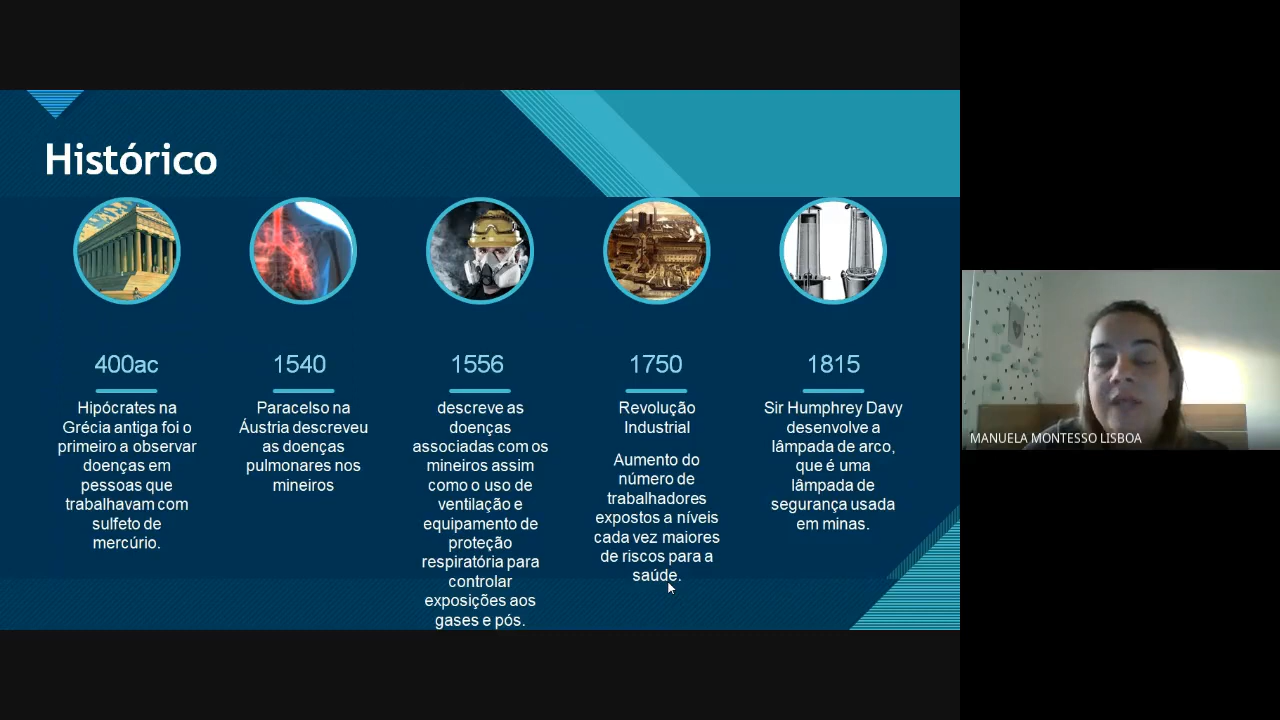 Histórico
400ac
Hipócrates na
Grécia antiga foi o
primeiro a observar
doenças em
pessoas que
trabalhavam com
sulfeto de
mercúrio.
1540
Paracelso na
Áustria descreveu
as doenças
pulmonares nos
mineiros
1556
descreve as
doenças
associadas com os
mineiros assim
como o uso de
ventilação e
equipamento de
proteção
respiratória para
controlar
exposições aos
gases e pós.
1750
Revolução
Industrial
Aumento do
número de
trabalhadores
expostos a níveis
cada vez maiores
de riscos para a
saúde.
1815
Sir Humphrey Davy
desenvolve a
lâmpada de arco,
que é uma
lâmpada de
segurança usada
em minas.
MANUELA MONTESSO LISBOA